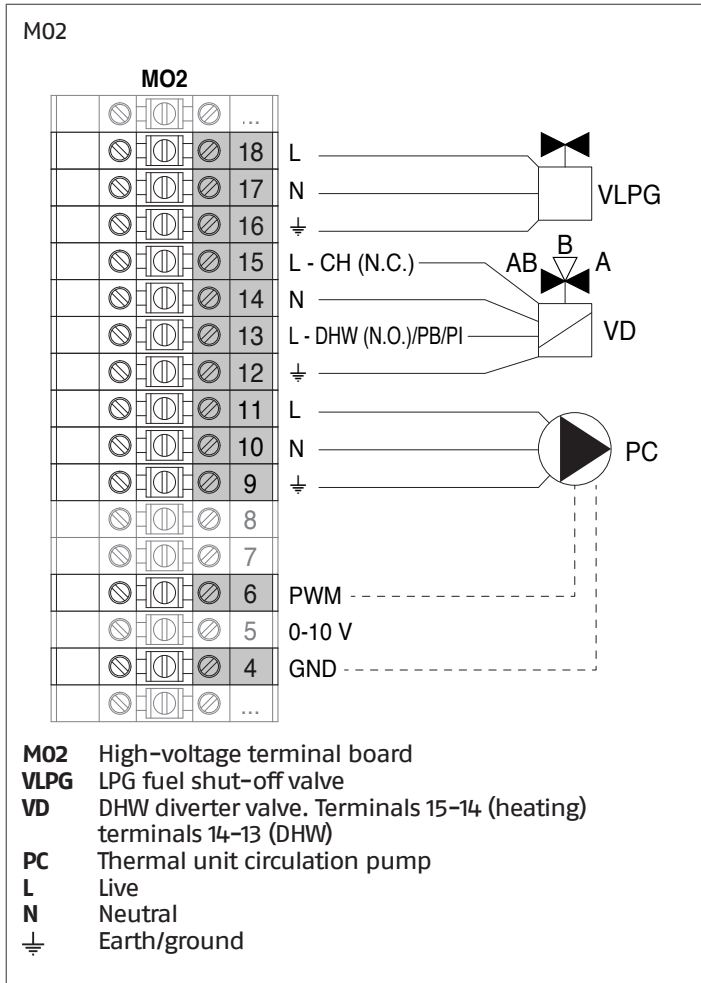 M02
MO2
...
18 L
17 N VLPG
16 ⏚
B
15 L - CH (N.C.) AB A
14 N
13 L - DHW (N.O.)/PB/PI VD
12 ⏚
11 L
10 N PC
9 ⏚
8
7
6 PWM
5 0-10 V
4 GND
...
M02 High-voltage terminal board
VLPG LPG fuel shut-off valve
VD DHW diverter valve. Terminals 15-14 (heating)
terminals 14-13 (DHW)
PC Thermal unit circulation pump
L Live
N Neutral
⏚ Earth/ground